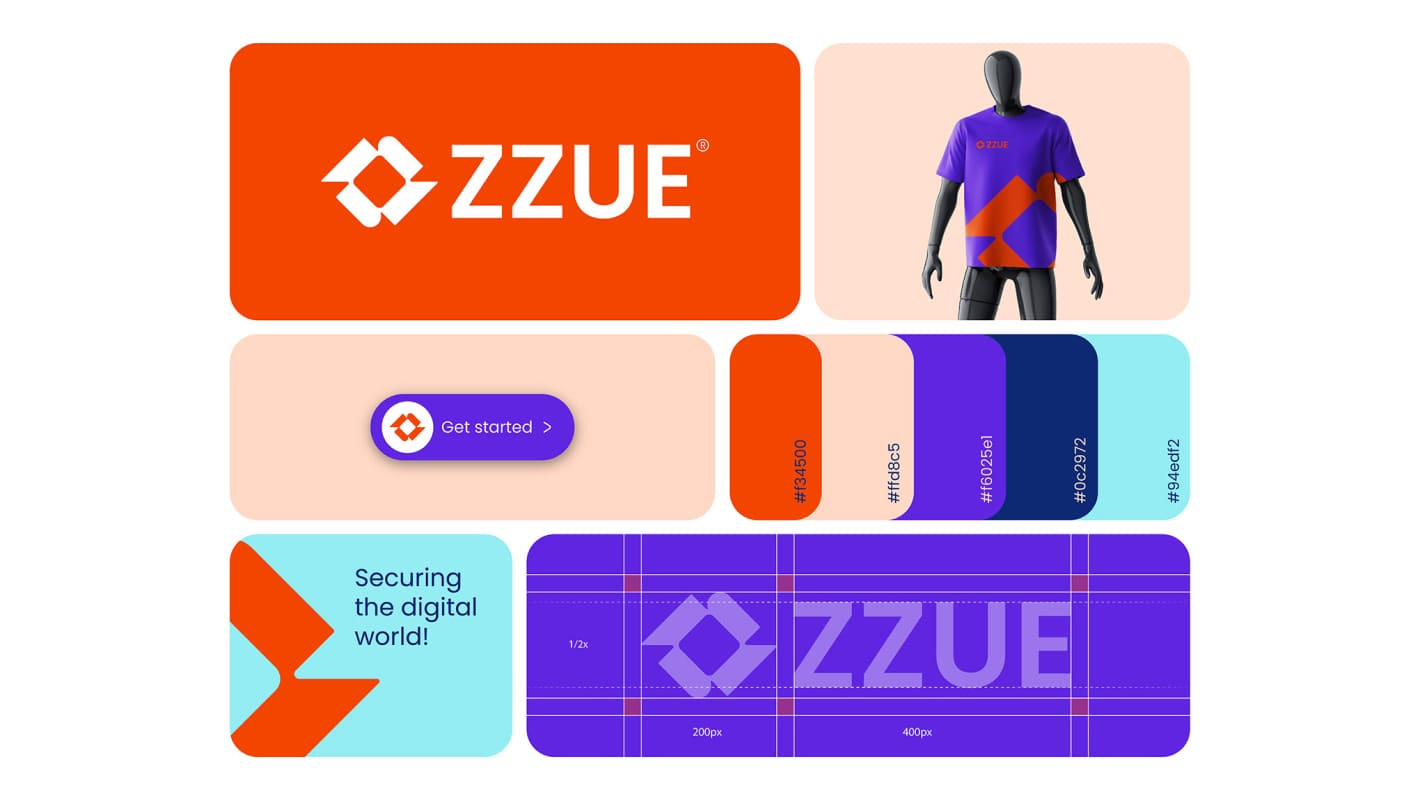 ZZUE®
ZZUE
Get started >
#f34500
#ffd8c5
#f6025e1
#0c2972
#94edf2
Securing
the digital
world!
1/2x
ZZUE
200px
400px